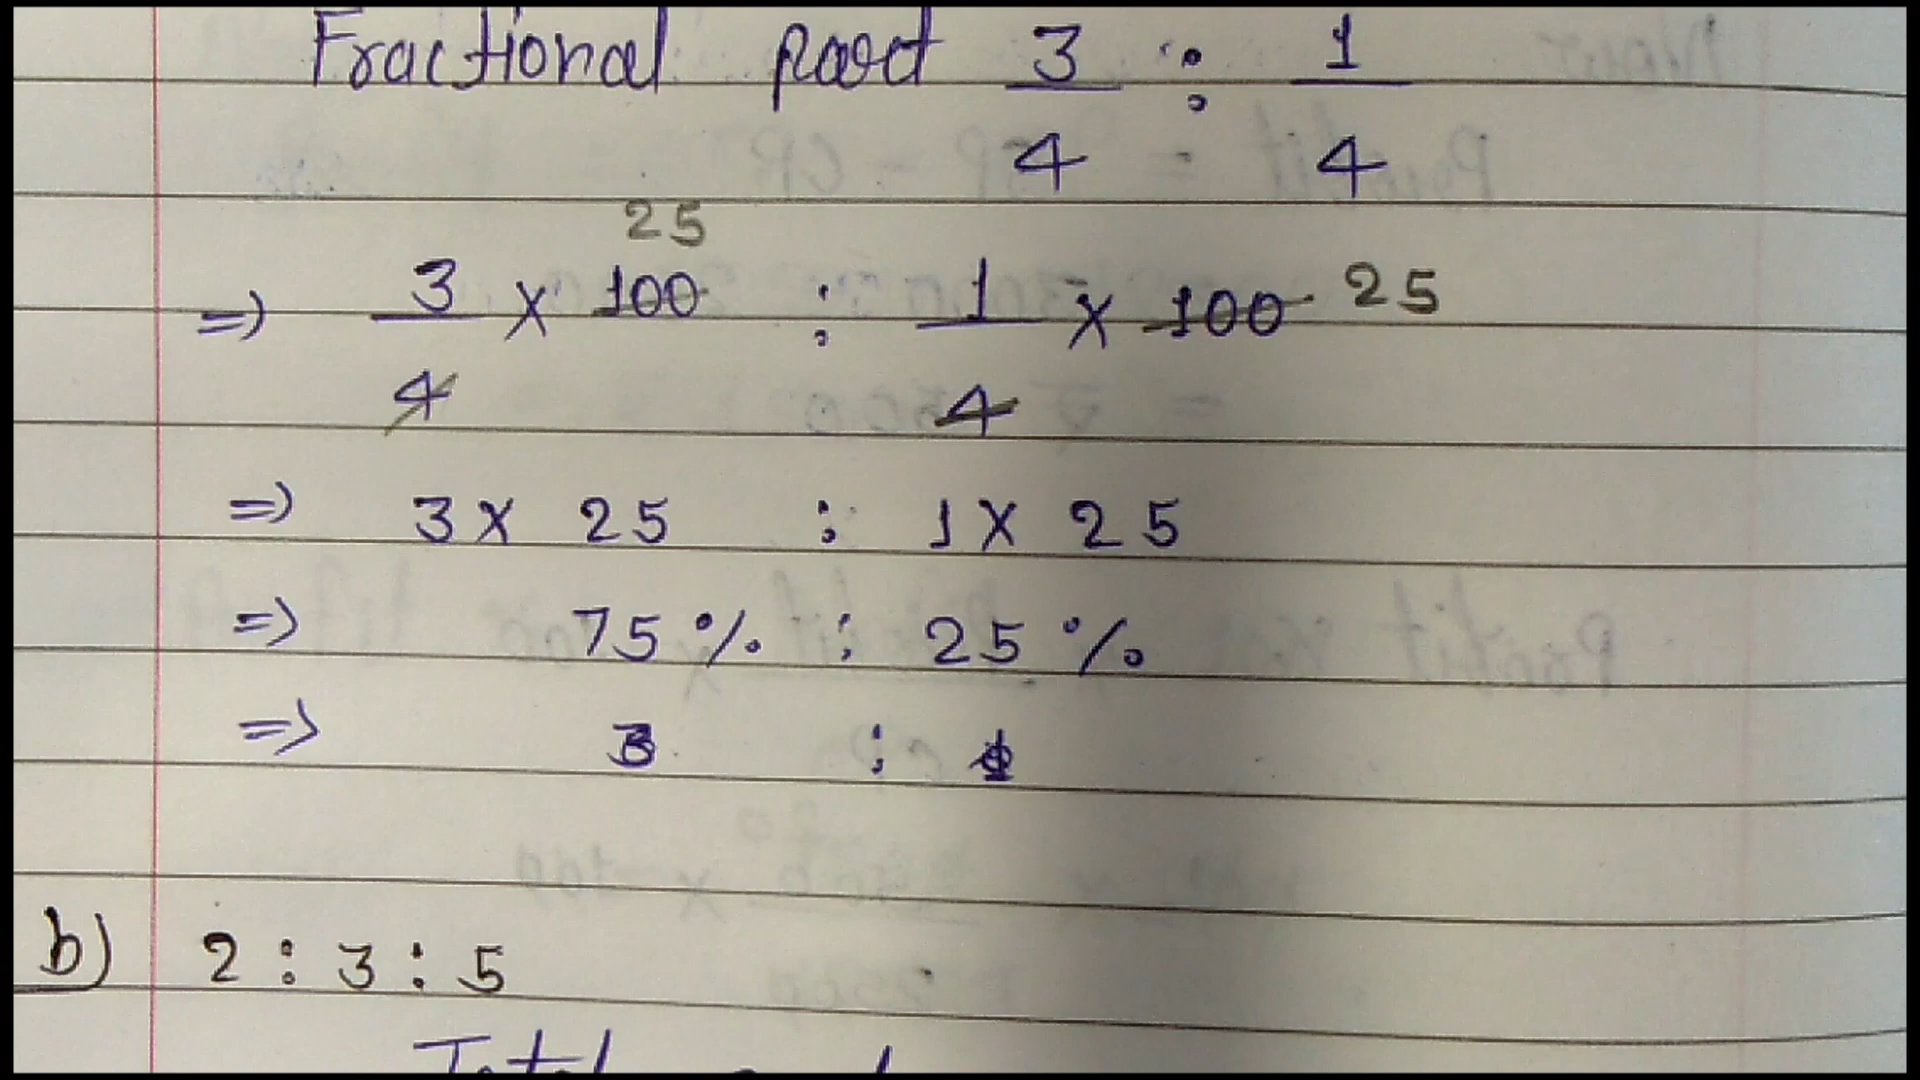 Fractional part 3/4 : 1/4
25
=> 3/4 x 100 : 1/4 x 100 25
=> 3 x 25 : 1 x 25
=> 75 % : 25 %
=> 3 : 1
b) 2 : 3 : 5
Total